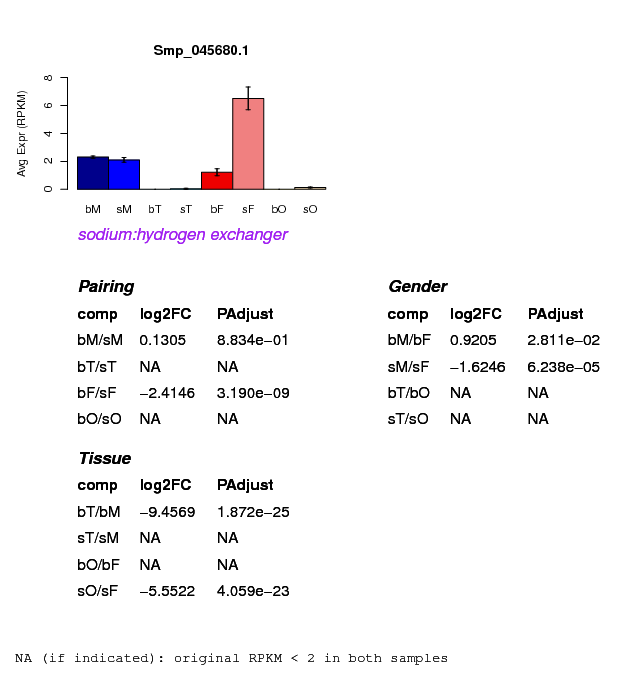 Smp_045680.1
Avg Expr (RPKM)
8
6
4
2
0
bM sM bT sT bF sF bO sO
sodium:hydrogen exchanger
Pairing
comp log2FC PAdjust
bM/sM 0.1305 8.834e−01
bT/sT NA NA
bF/sF −2.4146 3.190e−09
bO/sO NA NA
Gender
comp log2FC PAdjust
bM/bF 0.9205 2.811e−02
sM/sF −1.6246 6.238e−05
bT/bO NA NA
sT/sO NA NA
Tissue
comp log2FC PAdjust
bT/bM −9.4569 1.872e−25
sT/sM NA NA
bO/bF NA NA
sO/sF −5.5522 4.059e−23
NA (if indicated): original RPKM < 2 in both samples